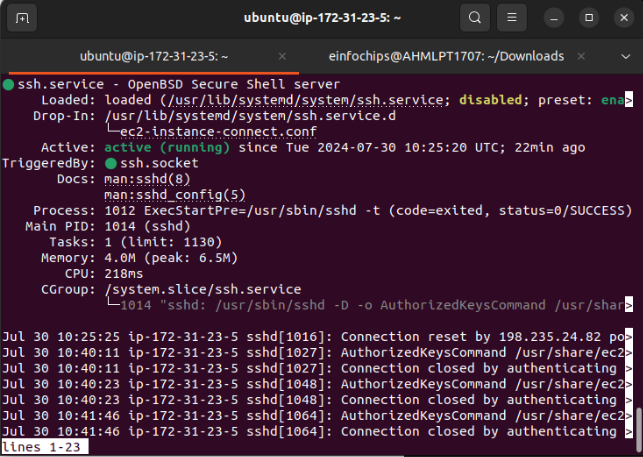 ubuntu@ip-172-31-23-5: ~
ubuntu@ip-172-31-23-5: ~
einfochips@AHMLPT1707: ~/Downloads
ssh.service - OpenBSD Secure Shell server
Loaded: loaded (/usr/lib/systemd/system/ssh.service; disabled; preset: ena>
Drop-In: /usr/lib/systemd/system/ssh.service.d
└─ec2-instance-connect.conf
Active: active (running) since Tue 2024-07-30 10:25:20 UTC; 22min ago
TriggeredBy: ● ssh.socket
Docs: man:sshd(8)
man:sshd_config(5)
Process: 1012 ExecStartPre=/usr/sbin/sshd -t (code=exited, status=0/SUCCESS)
Main PID: 1014 (sshd)
Tasks: 1 (limit: 1130)
Memory: 4.0M (peak: 6.5M)
CPU: 218ms
CGroup: /system.slice/ssh.service
└─1014 "sshd: /usr/sbin/sshd -D -o AuthorizedKeysCommand /usr/shar>
Jul 30 10:25:25 ip-172-31-23-5 sshd[1016]: Connection reset by 198.235.24.82 po>
Jul 30 10:40:11 ip-172-31-23-5 sshd[1027]: AuthorizedKeysCommand /usr/share/ec2>
Jul 30 10:40:11 ip-172-31-23-5 sshd[1027]: Connection closed by authenticating >
Jul 30 10:40:23 ip-172-31-23-5 sshd[1048]: AuthorizedKeysCommand /usr/share/ec2>
Jul 30 10:40:23 ip-172-31-23-5 sshd[1048]: Connection closed by authenticating >
Jul 30 10:41:46 ip-172-31-23-5 sshd[1064]: AuthorizedKeysCommand /usr/share/ec2>
Jul 30 10:41:46 ip-172-31-23-5 sshd[1064]: Connection closed by authenticating >
lines 1-23